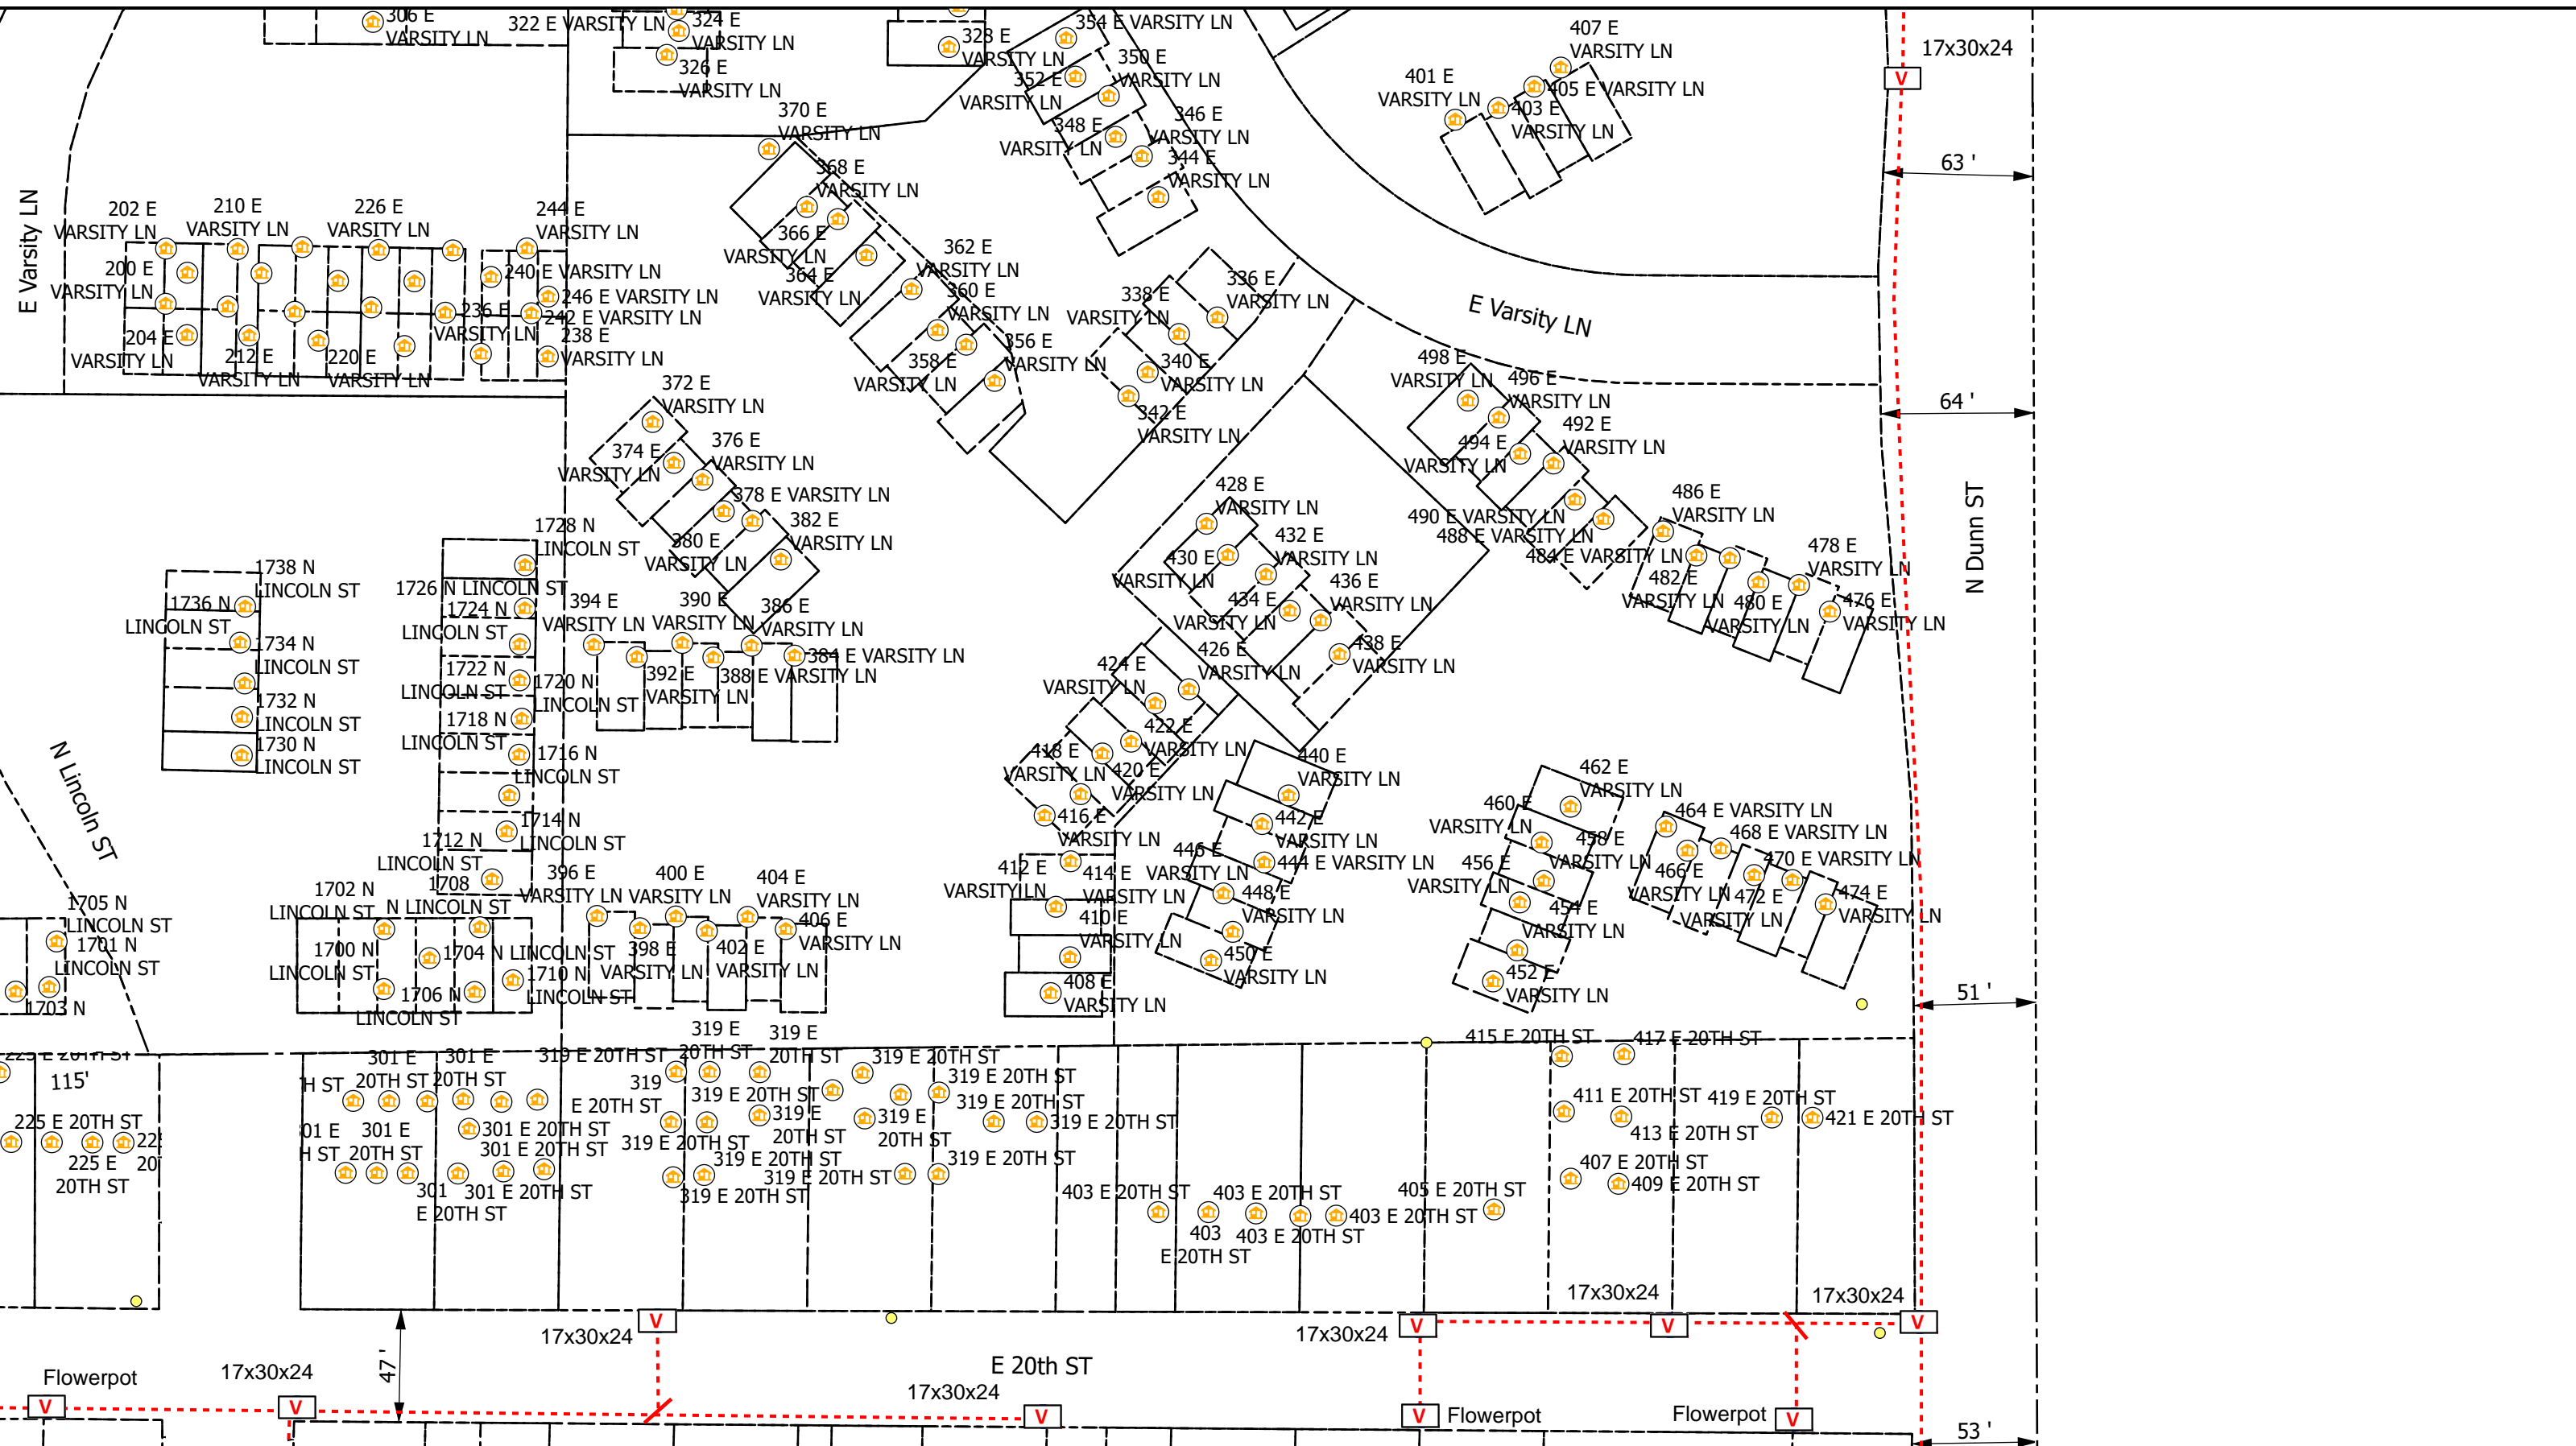 306 E
VARSITY LN
322 E VARSITY LN
324 E
VARSITY LN
326 E
VARSITY LN
328 E
VARSITY LN
354 E VARSITY LN
352 E
VARSITY LN
350 E
VARSITY LN
348 E
VARSITY LN
346 E
VARSITY LN
344 E
VARSITY LN
401 E
VARSITY LN
407 E
VARSITY LN
405 E VARSITY LN
403 E
VARSITY LN
17x30x24
V
63 '
E Varsity LN
202 E
VARSITY LN
210 E
VARSITY LN
226 E
VARSITY LN
244 E
VARSITY LN
200 E
VARSITY LN
240 E VARSITY LN
246 E VARSITY LN
242 E VARSITY LN
236 E
VARSITY LN
238 E
VARSITY LN
204 E
VARSITY LN
212 E
VARSITY LN
220 E
VARSITY LN
370 E
VARSITY LN
368 E
VARSITY LN
366 E
VARSITY LN
364 E
VARSITY LN
362 E
VARSITY LN
360 E
VARSITY LN
358 E
VARSITY LN
356 E
VARSITY LN
338 E
VARSITY LN
336 E
VARSITY LN
340 E
VARSITY LN
342 E
VARSITY LN
E Varsity LN
64 '
N Dunn ST
498 E
VARSITY LN
496 E
VARSITY LN
494 E
VARSITY LN
492 E
VARSITY LN
490 E VARSITY LN
488 E VARSITY LN
486 E
VARSITY LN
484 E VARSITY LN
482 E
VARSITY LN
480 E
VARSITY LN
478 E
VARSITY LN
476 E
VARSITY LN
372 E
VARSITY LN
374 E
VARSITY LN
376 E
VARSITY LN
378 E VARSITY LN
380 E
VARSITY LN
382 E
VARSITY LN
428 E
VARSITY LN
430 E
VARSITY LN
432 E
VARSITY LN
434 E
VARSITY LN
436 E
VARSITY LN
438 E
VARSITY LN
1738 N
LINCOLN ST
1736 N
LINCOLN ST
1734 N
LINCOLN ST
1732 N
LINCOLN ST
1730 N
LINCOLN ST
1728 N
LINCOLN ST
1726 N LINCOLN ST
1724 N
LINCOLN ST
1722 N
LINCOLN ST
1720 N
LINCOLN ST
1718 N
LINCOLN ST
1716 N
LINCOLN ST
1714 N
LINCOLN ST
1712 N
LINCOLN ST
1708
N LINCOLN ST
394 E
VARSITY LN
390 E
VARSITY LN
386 E
VARSITY LN
384 E VARSITY LN
392 E
VARSITY LN
388 E VARSITY LN
424 E
VARSITY LN
426 E
VARSITY LN
422 E
VARSITY LN
418 E
VARSITY LN
420 E
VARSITY LN
416 E
VARSITY LN
440 E
VARSITY LN
442 E
VARSITY LN
446 E
VARSITY LN
444 E VARSITY LN
448 E
VARSITY LN
450 E
VARSITY LN
462 E
VARSITY LN
460 E
VARSITY LN
458 E
VARSITY LN
456 E
VARSITY LN
454 E
VARSITY LN
452 E
VARSITY LN
464 E VARSITY LN
468 E VARSITY LN
466 E
VARSITY LN
470 E VARSITY LN
472 E
VARSITY LN
474 E
VARSITY LN
N Lincoln ST
1705 N
LINCOLN ST
1701 N
LINCOLN ST
1703 N
1702 N
LINCOLN ST
1700 N
LINCOLN ST
1704 N LINCOLN ST
1706 N
LINCOLN ST
1710 N
LINCOLN ST
396 E
VARSITY LN
400 E
VARSITY LN
404 E
VARSITY LN
398 E
VARSITY LN
402 E
VARSITY LN
406 E
VARSITY LN
412 E
VARSITY LN
414 E
VARSITY LN
410 E
VARSITY LN
408 E
VARSITY LN
51 '
225 E 20TH ST
115'
225 E 20TH ST
225 E
20TH ST
22
20
H ST
301 E
20TH ST
301 E
20TH ST
01 E
H ST
301 E
20TH ST
301 E 20TH ST
301 E 20TH ST
301
E 20TH ST
301 E 20TH ST
319 E 20TH ST
319 E
20TH ST
319 E
20TH ST
319 E 20TH ST
319
E 20TH ST
319 E 20TH ST
319 E 20TH ST
319 E
20TH ST
319 E
20TH ST
319 E 20TH ST
319 E 20TH ST
319 E 20TH ST
319 E 20TH ST
319 E 20TH ST
319 E 20TH ST
319 E 20TH ST
403 E 20TH ST
403 E 20TH ST
403
E 20TH ST
403 E 20TH ST
403 E 20TH ST
405 E 20TH ST
415 E 20TH ST
417 E 20TH ST
411 E 20TH ST
413 E 20TH ST
407 E 20TH ST
409 E 20TH ST
419 E 20TH ST
421 E 20TH ST
17x30x24
V
17x30x24
V
17x30x24
V
17x30x24
V
47 '
E 20th ST
Flowerpot
V
17x30x24
V
17x30x24
V
V
Flowerpot
Flowerpot
V
53 '